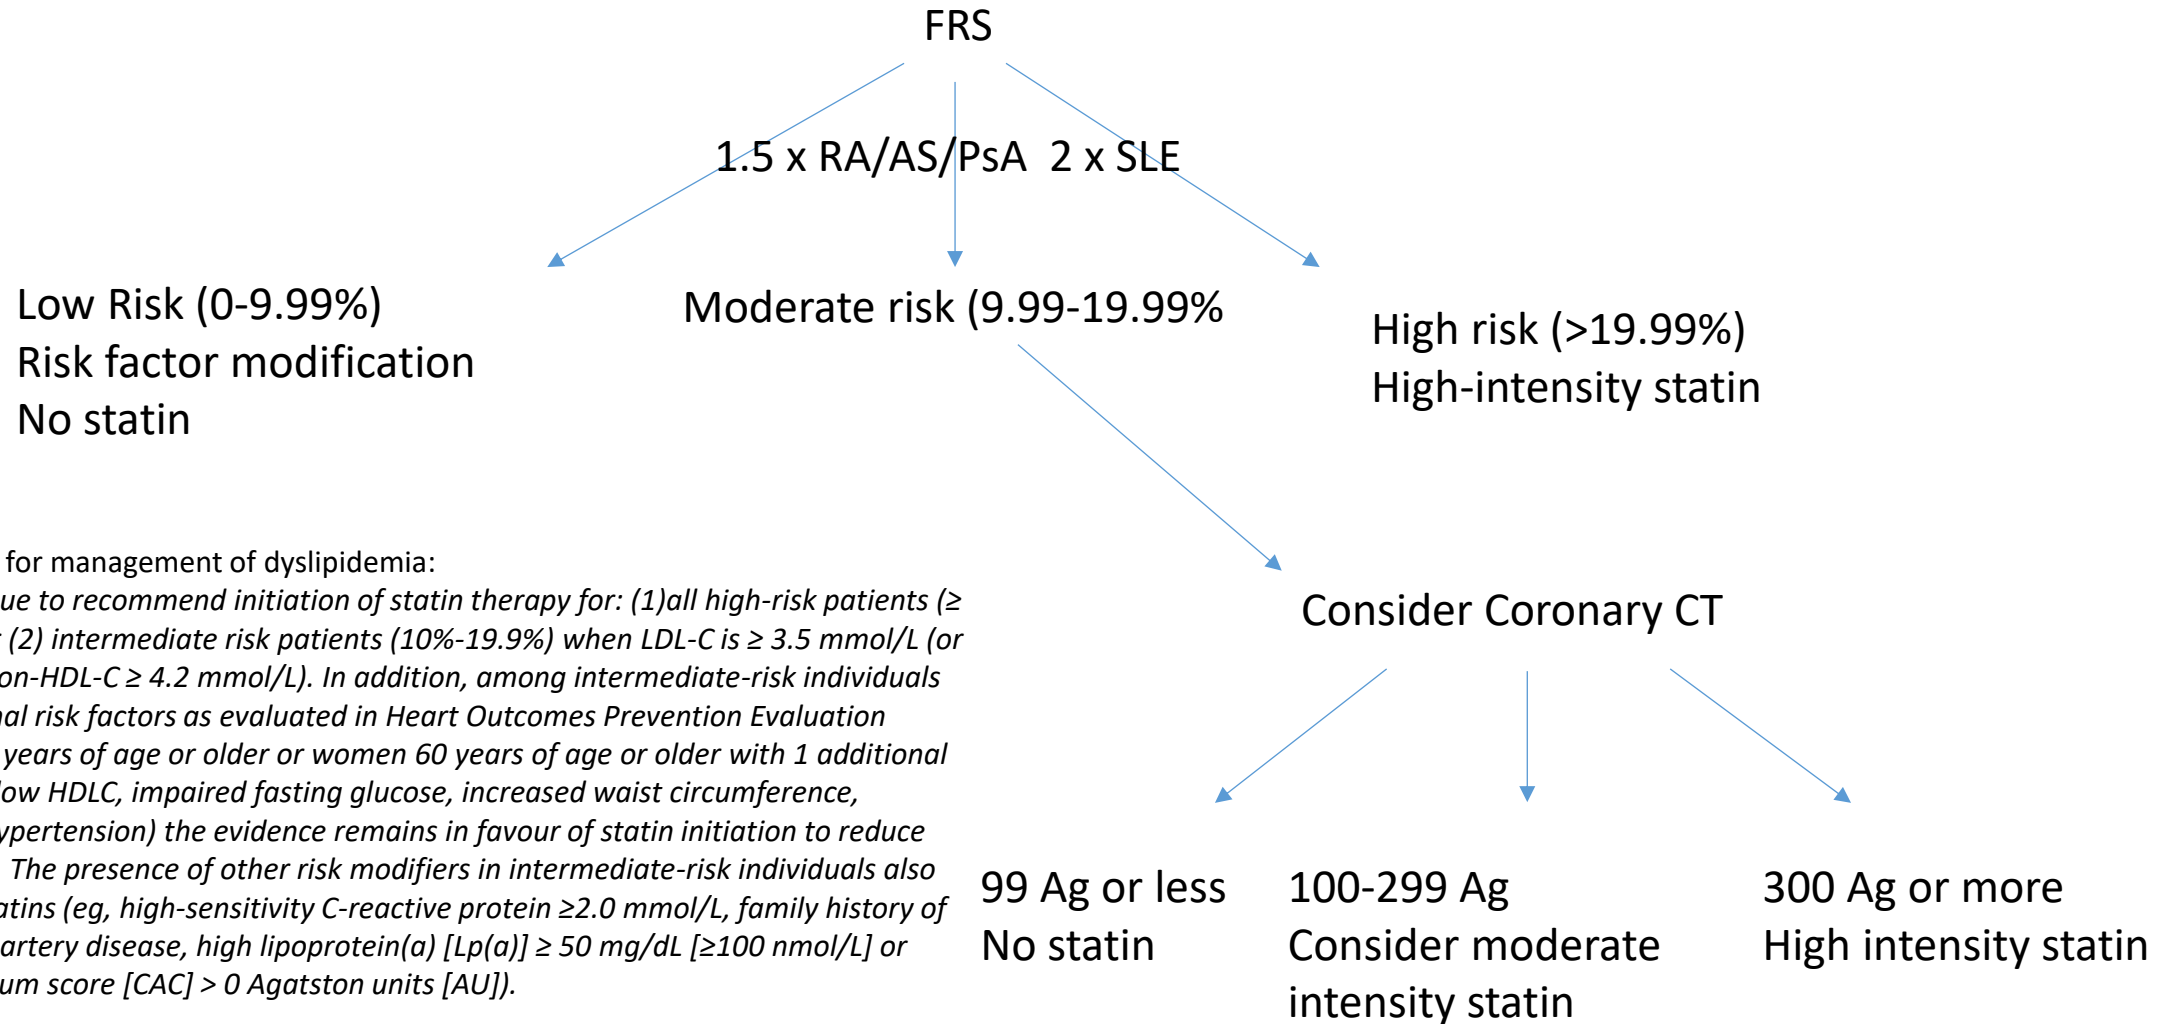 FRS
1.5 x RA/AS/PsA  2 x SLE
Low Risk (0-9.99%)
Risk factor modification
No statin
Moderate risk (9.99-19.99%
High risk (>19.99%)
High-intensity statin
for management of dyslipidemia:
ue to recommend initiation of statin therapy for: (1)all high-risk patients (≥
(2) intermediate risk patients (10%-19.9%) when LDL-C is ≥ 3.5 mmol/L (or
on-HDL-C ≥ 4.2 mmol/L). In addition, among intermediate-risk individuals
nal risk factors as evaluated in Heart Outcomes Prevention Evaluation
years of age or older or women 60 years of age or older with 1 additional
low HDLC, impaired fasting glucose, increased waist circumference,
ypertension) the evidence remains in favour of statin initiation to reduce
. The presence of other risk modifiers in intermediate-risk individuals also
atins (eg, high-sensitivity C-reactive protein ≥2.0 mmol/L, family history of
artery disease, high lipoprotein(a) [Lp(a)] ≥ 50 mg/dL [≥100 nmol/L] or
um score [CAC] > 0 Agatston units [AU]).
Consider Coronary CT
99 Ag or less
No statin
100-299 Ag
Consider moderate
intensity statin
300 Ag or more
High intensity statin